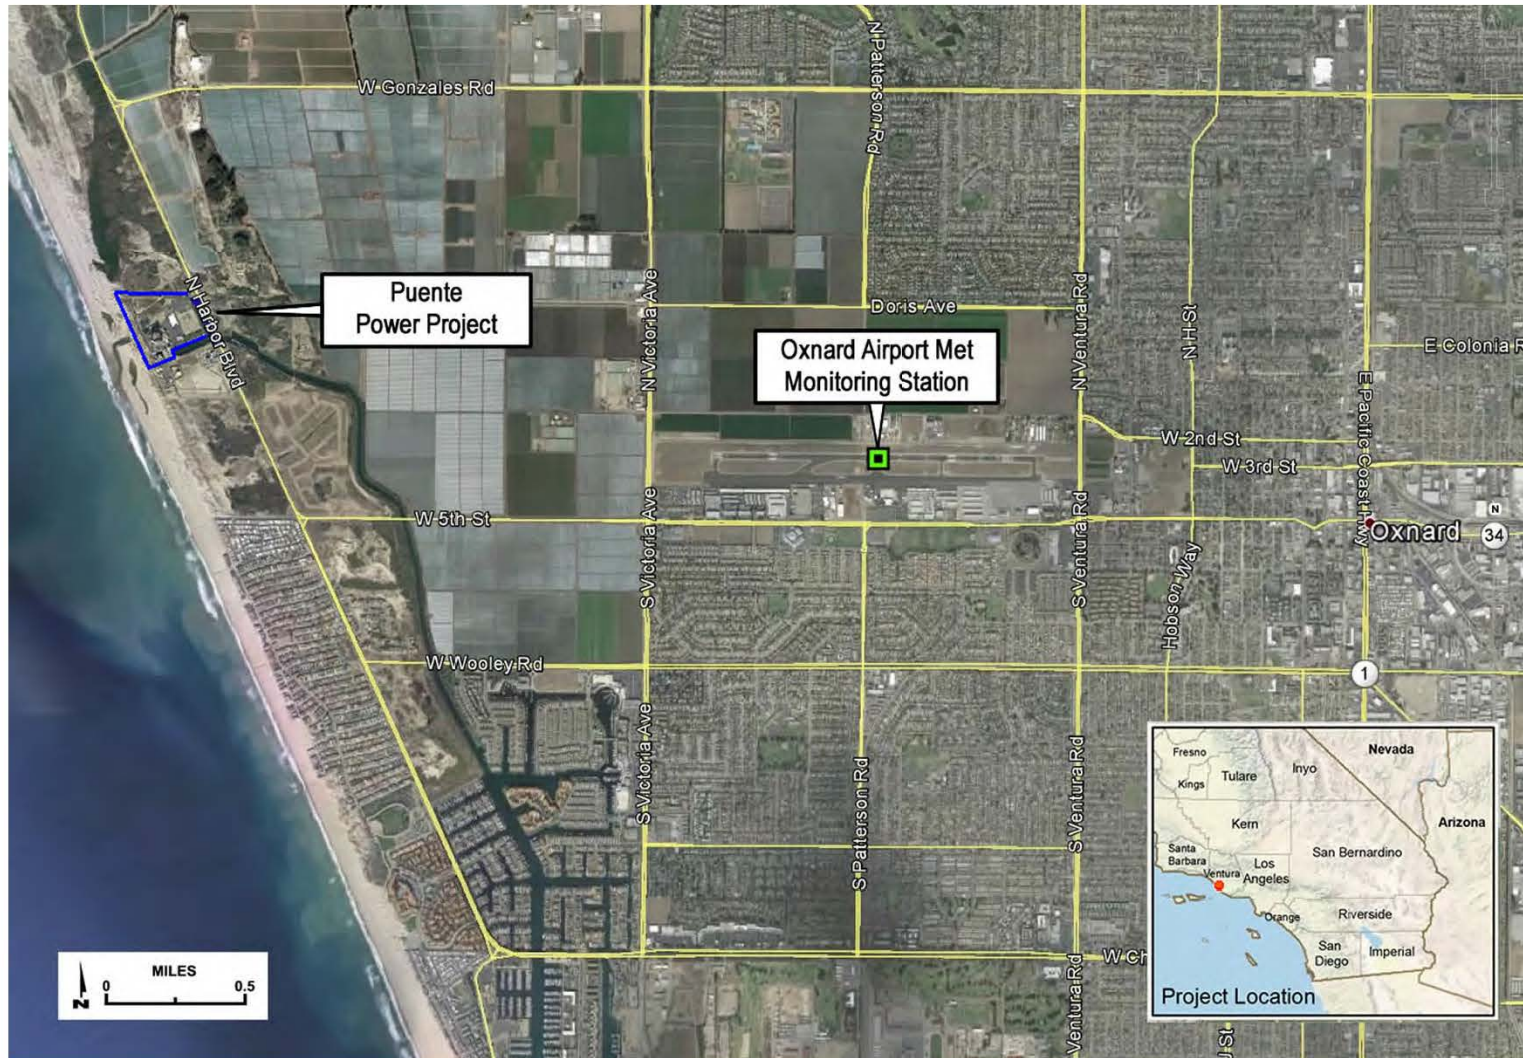 W Gonzales Rd
N Patterson Rd
N Harbor Blvd
Puente
Power Project
N Victoria Ave
Doris Ave
N Ventura Rd
N H St
E Colonia R
Oxnard Airport Met
Monitoring Station
E Pacific Coast Hwy
W 2nd St
W 3rd St
W 5th St
N
Oxnard
34
S Victoria Ave
S Ventura Rd
Hobson Way
W Wooley Rd
1
S Victoria Ave
S Patterson Rd
S Ventura Rd
W Ch
Ventura Rd
J St
MILES
0
0.5
N
Fresno
Kings
Tulare
Inyo
Nevada
Kern
Arizona
San Bernardino
Santa
Barbara
Ventura
Los
Angeles
Orange
Riverside
San
Diego
Imperial
Project Location